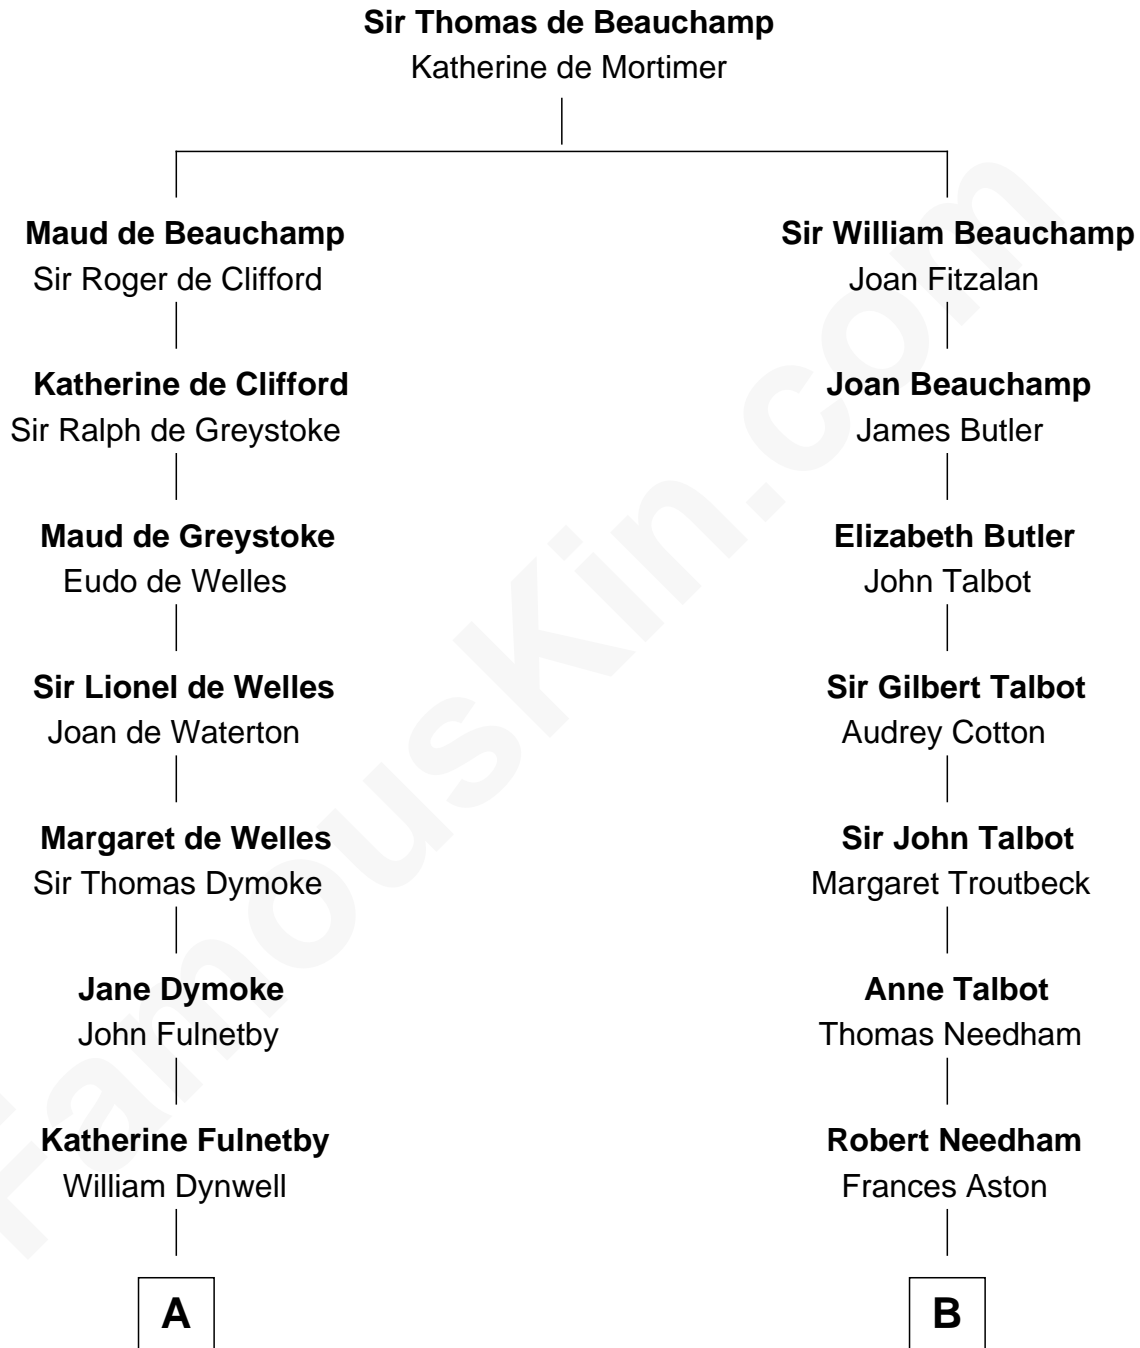 Sir Thomas de Beauchamp
Katherine de Mortimer
Maud de Beauchamp
Sir Roger de Clifford
Sir William Beauchamp
Joan Fitzalan
Katherine de Clifford
Sir Ralph de Greystoke
Joan Beauchamp
James Butler
Maud de Greystoke
Eudo de Welles
Elizabeth Butler
John Talbot
Sir Lionel de Welles
Joan de Waterton
Sir Gilbert Talbot
Audrey Cotton
Margaret de Welles
Sir Thomas Dymoke
Sir John Talbot
Margaret Troutbeck
Jane Dymoke
John Fulnetby
Anne Talbot
Thomas Needham
Katherine Fulnetby
William Dynwell
Robert Needham
Frances Aston
A
B
FamousKin.com